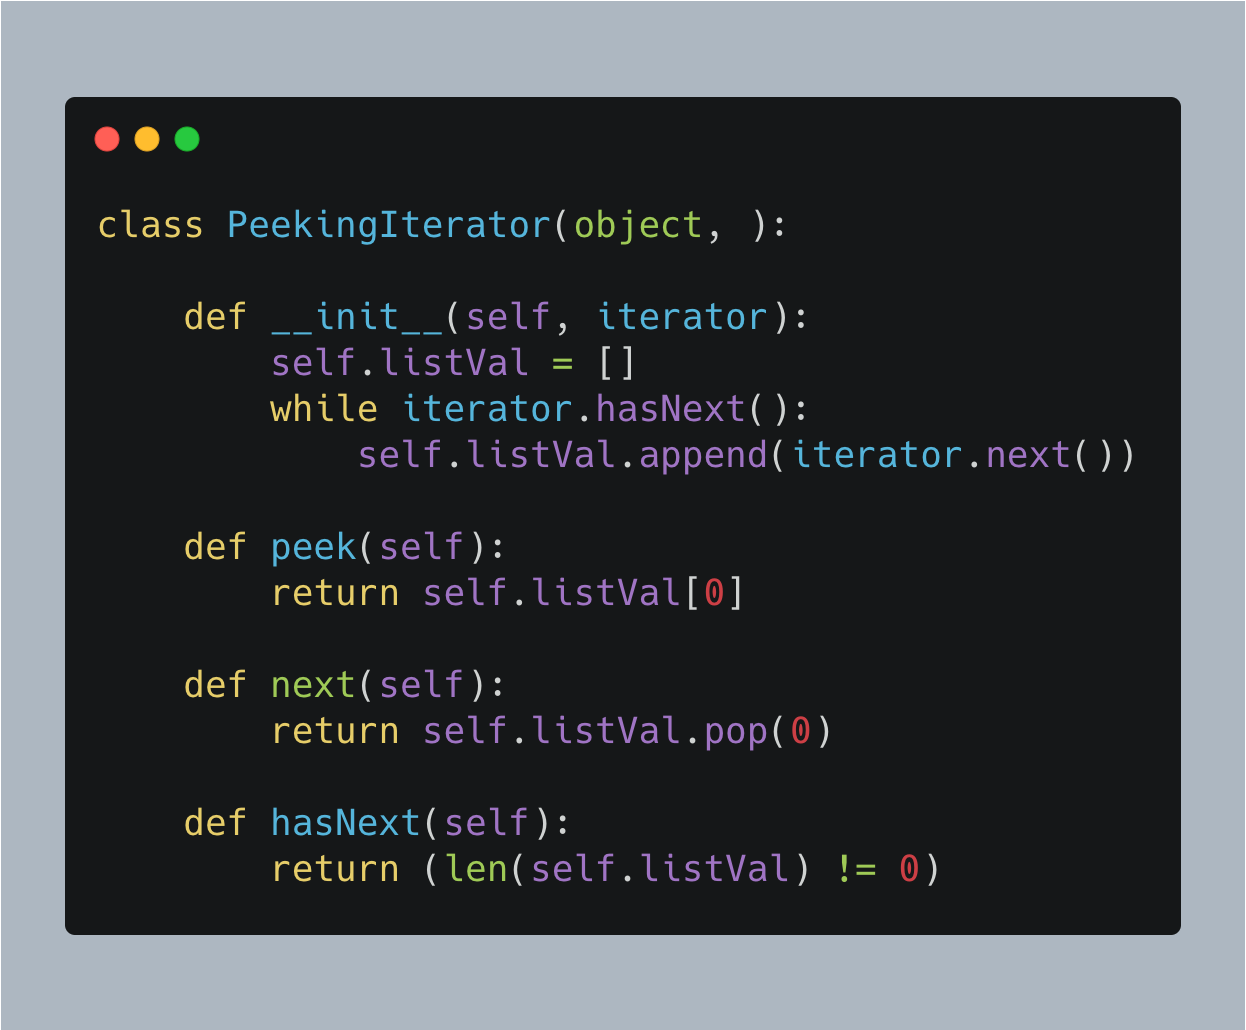 class PeekingIterator(object, ):
    def __init__(self, iterator):
        self.listVal = []
        while iterator.hasNext():
            self.listVal.append(iterator.next())
    def peek(self):
        return self.listVal[0]
    def next(self):
        return self.listVal.pop(0)
    def hasNext(self):
        return (len(self.listVal) != 0)